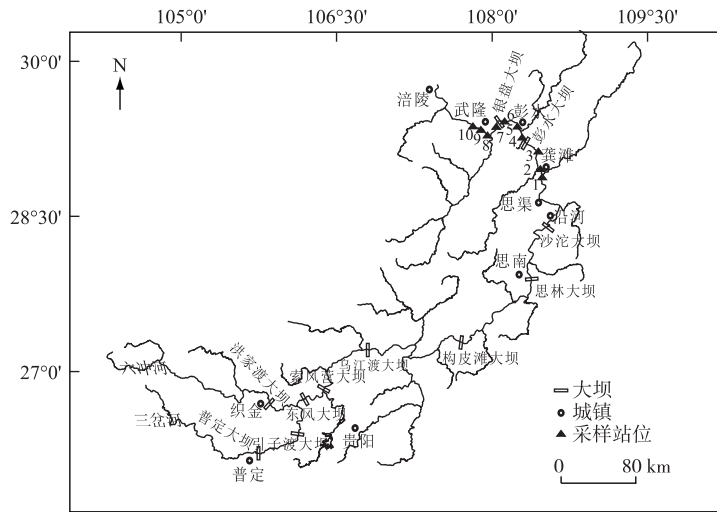 105°0' 106°30' 108°0' 109°30'
30°0'
N
涪陵
武隆
银盘大坝
彭水
彭水大坝
10
9
8
7
6
5
4
3
龚滩
2
1
28°30'
思渠
沿河
沙沱大坝
思南
思林大坝
27°0'
六冲河
洪家渡大坝
索风营大坝
乌江渡大坝
构皮滩大坝
织金
东风大坝
三岔河
普定大坝
引子渡大坝
贵阳
普定
大坝
城镇
采样站位
0 80 km